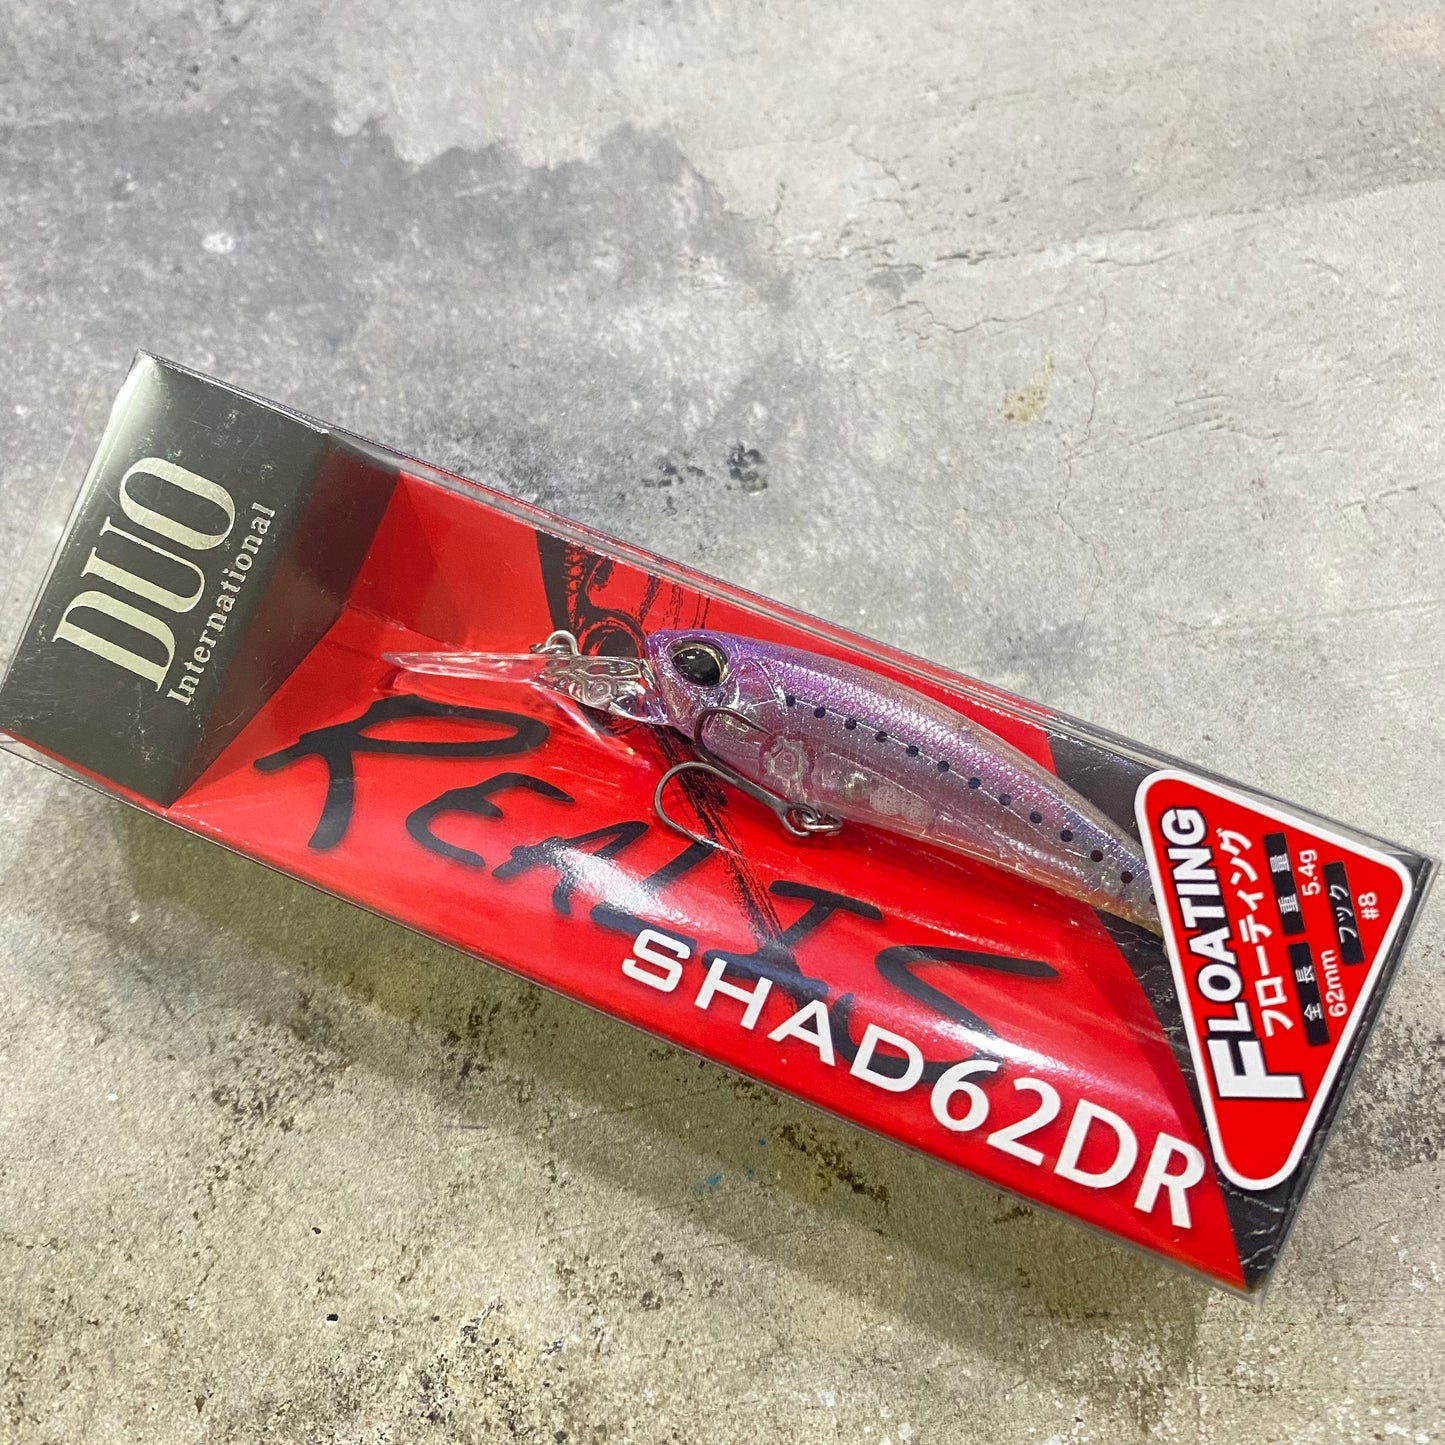 DUO
International
REALIS
SHAD62DR
FLOATING
フローティング
全長 重量
62mm 5.4g
フック
#8